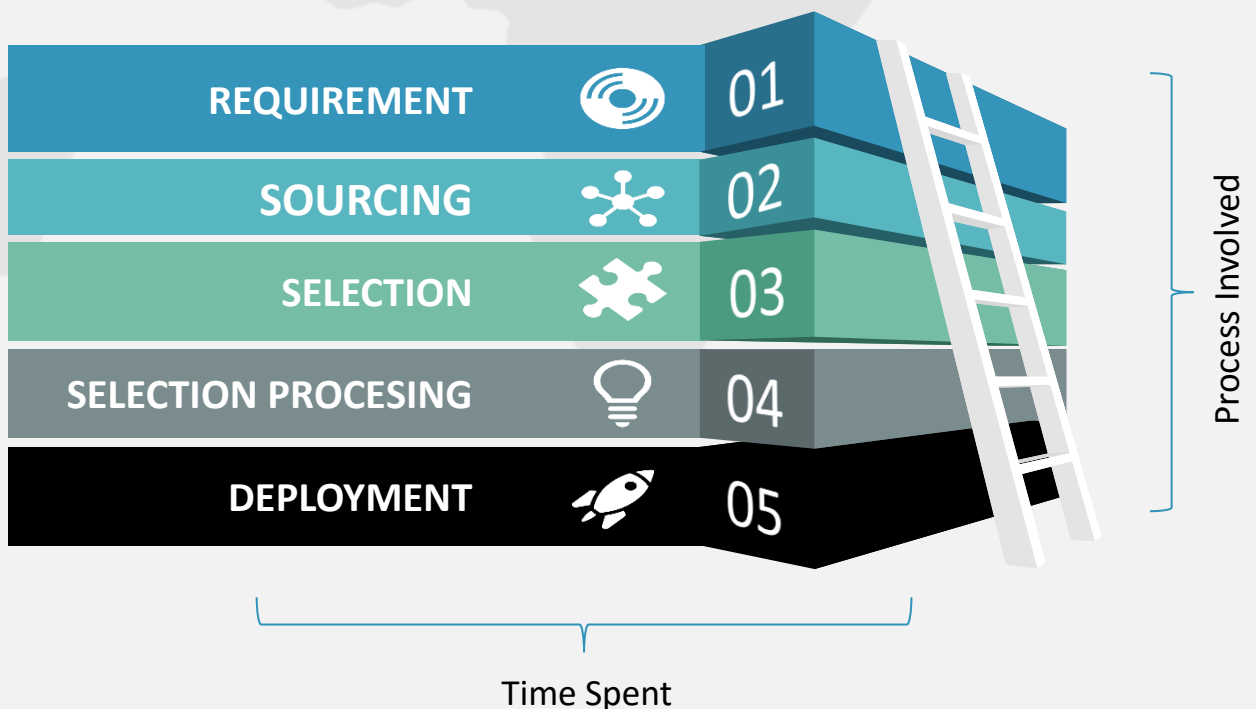 REQUIREMENT 01
SOURCING 02
SELECTION 03
SELECTION PROCESING 04
DEPLOYMENT 05
Process Involved
Time Spent